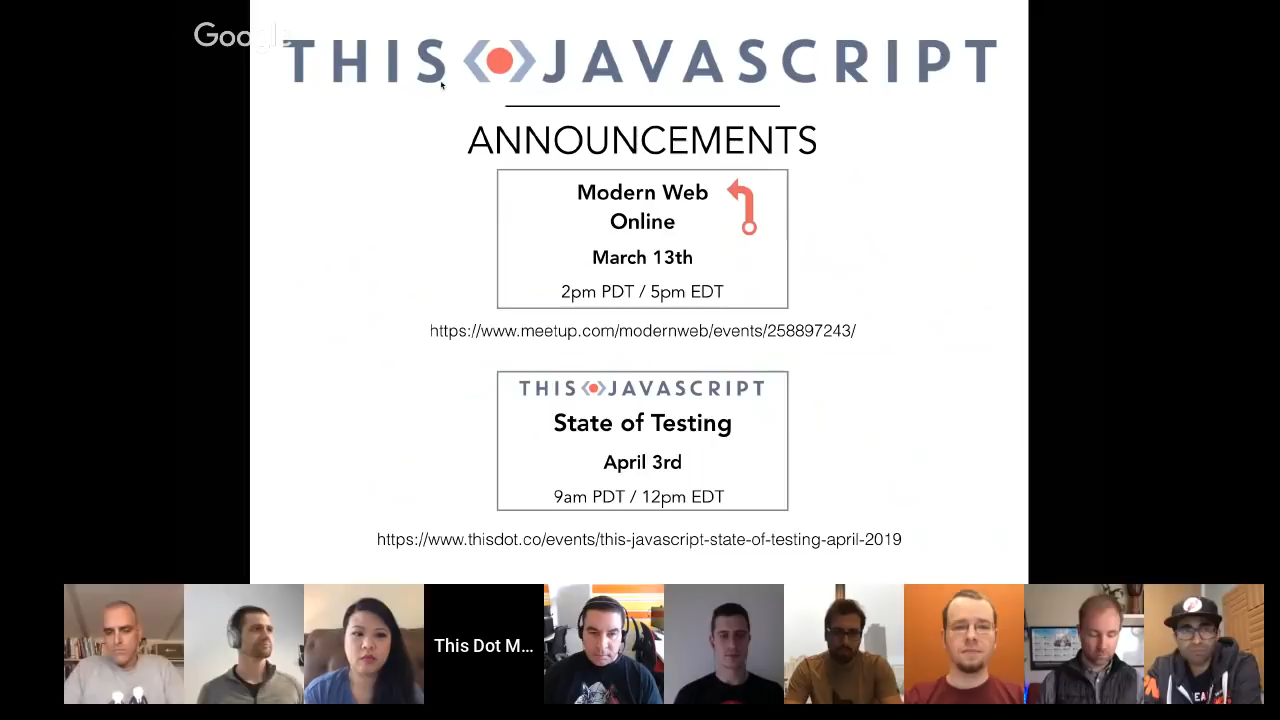 Google
THIS JAVASCRIPT
ANNOUNCEMENTS
Modern Web
Online
March 13th
2pm PDT / 5pm EDT
https://www.meetup.com/modernweb/events/258897243/
THIS JAVASCRIPT
State of Testing
April 3rd
9am PDT / 12pm EDT
https://www.thisdot.co/events/this-javascript-state-of-testing-april-2019
This Dot M...